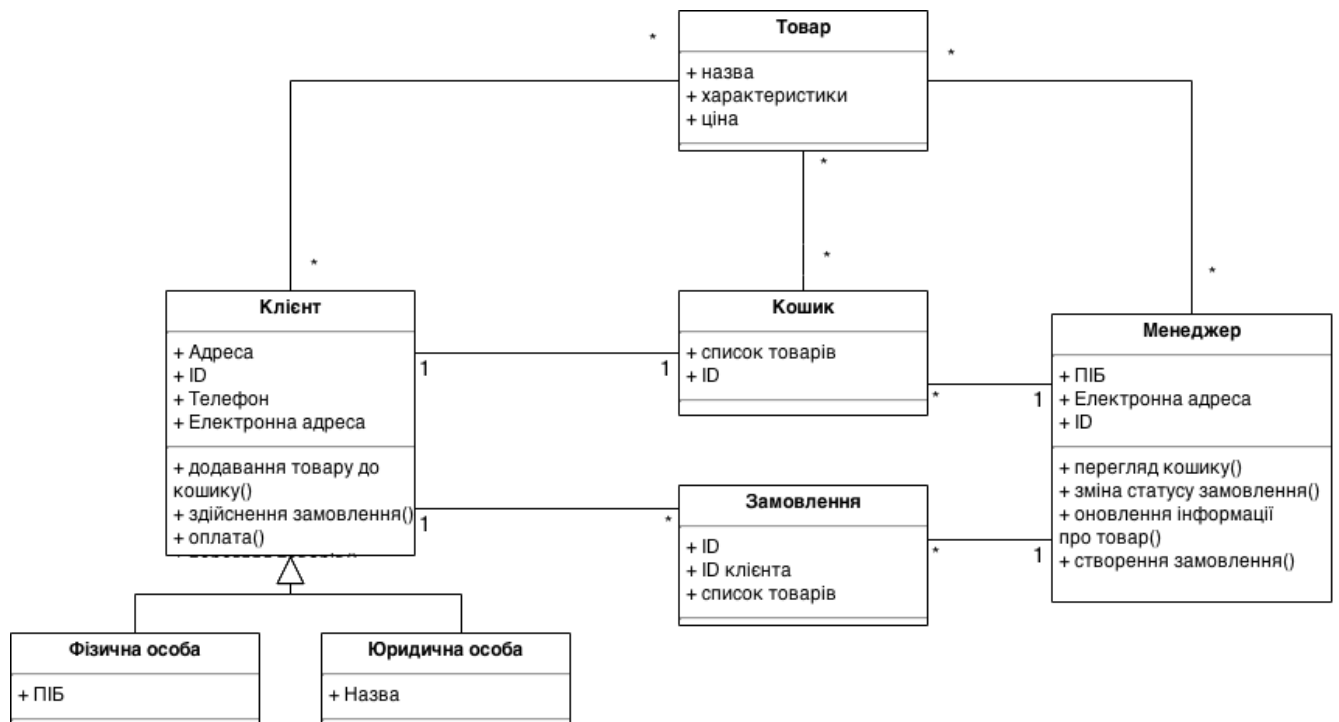 Товар
+ назва
+ характеристики
+ ціна
*
*
*
*
*
*
Клієнт
+ Адреса
+ ID
+ Телефон
+ Електронна адреса
+ додавання товару до
кошику()
+ здійснення замовлення()
+ оплата()
1
1
1
*
Кошик
+ список товарів
+ ID
*
1
Менеджер
+ ПІБ
+ Електронна адреса
+ ID
+ перегляд кошику()
+ зміна статусу замовлення()
+ оновлення інформації
про товар()
+ створення замовлення()
Замовлення
+ ID
+ ID клієнта
+ список товарів
*
1
Фізична особа
+ ПІБ
Юридична особа
+ Назва